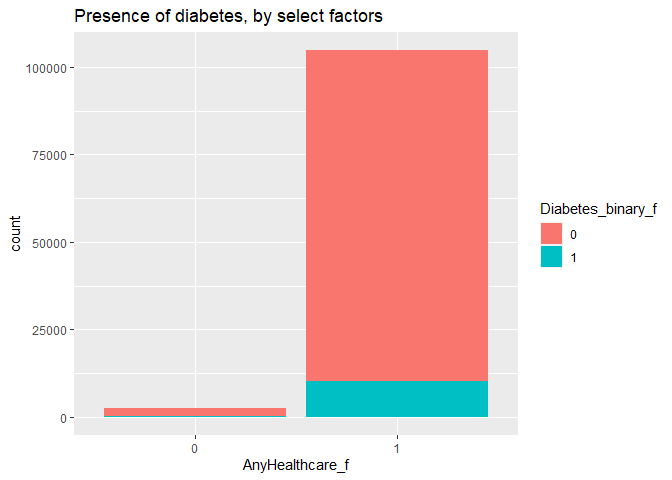 Presence of diabetes, by select factors
100000
75000
50000
25000
0
count
0
1
AnyHealthcare_f
Diabetes_binary_f
0
1